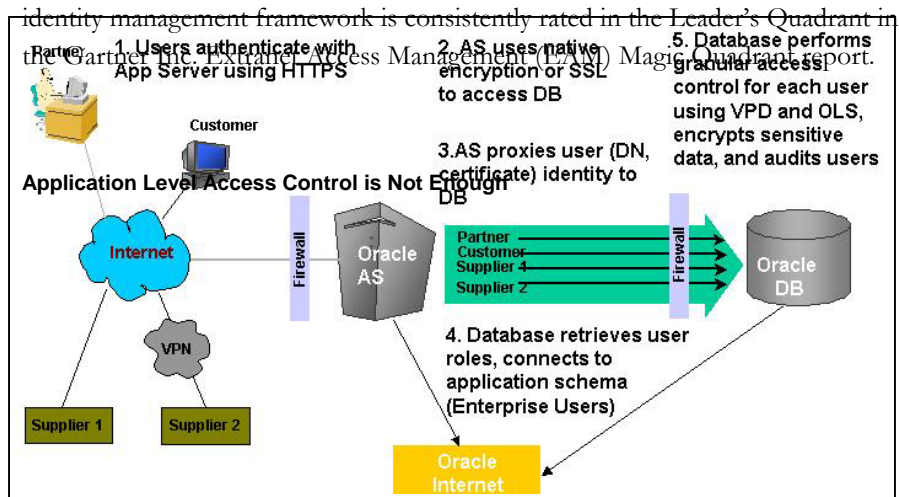 identity management framework is consistently rated in the Leader's Quadrant in
the Gartner Inc. Extranet Access Management (EAM) Magic Quadrant report.
Partner
1. Users authenticate with
App Server using HTTPS
2. AS uses native
encryption or SSL
to access DB
5. Database performs
granular access
control for each user
using VPD and OLS,
encrypts sensitive
data, and audits users
Customer
3.AS proxies user (DN,
certificate) identity to
DB
Application Level Access Control is Not Enough
Internet
Firewall
Oracle
AS
Partner
Customer
Supplier 1
Supplier 2
Firewall
Oracle
DB
VPN
4. Database retrieves user
roles, connects to
application schema
(Enterprise Users)
Supplier 1
Supplier 2
Oracle
Internet